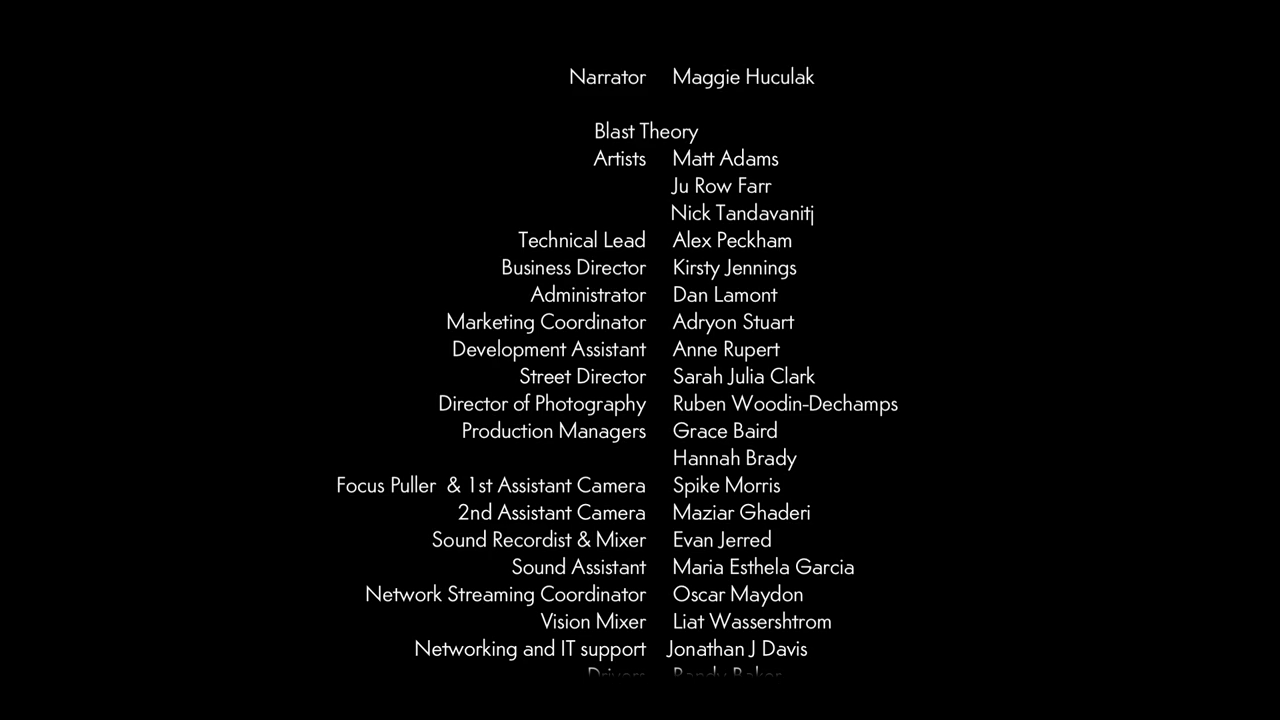 Narrator Maggie Huculak
Blast Theory
Artists Matt Adams
Ju Row Farr
Nick Tandavanitj
Technical Lead Alex Peckham
Business Director Kirsty Jennings
Administrator Dan Lamont
Marketing Coordinator Adryon Stuart
Development Assistant Anne Rupert
Street Director Sarah Julia Clark
Director of Photography Ruben Woodin-Dechamps
Production Managers Grace Baird
Hannah Brady
Focus Puller & 1st Assistant Camera Spike Morris
2nd Assistant Camera Maziar Ghaderi
Sound Recordist & Mixer Evan Jerred
Sound Assistant Maria Esthela Garcia
Network Streaming Coordinator Oscar Maydon
Vision Mixer Liat Wassershtrom
Networking and IT support Jonathan J Davis
Drivers Randy Baker